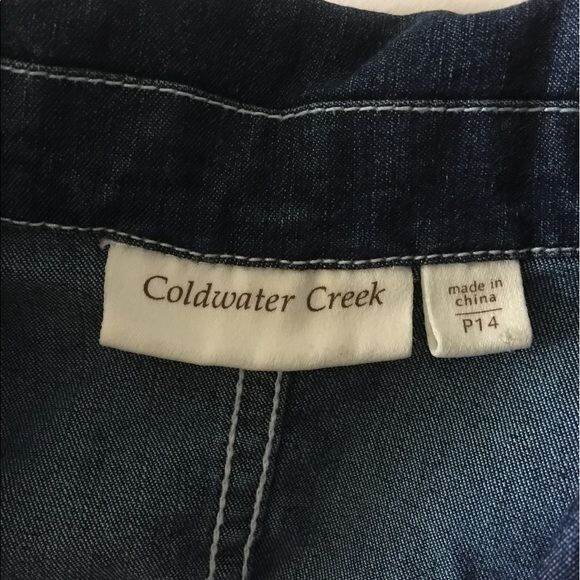 Coldwater Creek
made in
china
P14